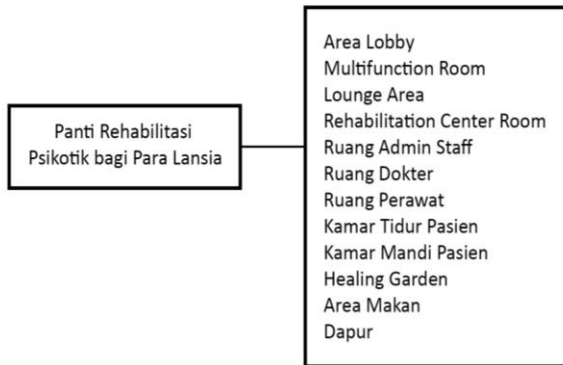 Panti Rehabilitasi
Psikotik bagi Para Lansia
Area Lobby
Multifunction Room
Lounge Area
Rehabilitation Center Room
Ruang Admin Staff
Ruang Dokter
Ruang Perawat
Kamar Tidur Pasien
Kamar Mandi Pasien
Healing Garden
Area Makan
Dapur